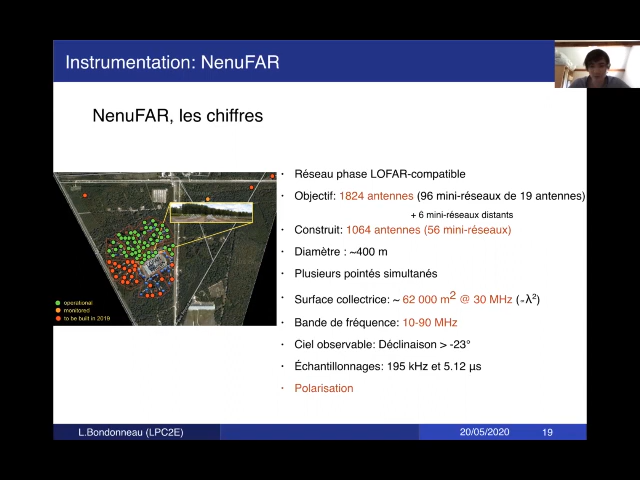 Instrumentation: NenuFAR
NenuFAR, les chiffres
· Réseau phase LOFAR-compatible
· Objectif: 1824 antennes (96 mini-réseaux de 19 antennes)
+ 6 mini-réseaux distants
· Construit: 1064 antennes (56 mini-réseaux)
· Diamètre : ~400 m
· Plusieurs pointés simultanés
· Surface collectrice: ~ 62 000 m² @ 30 MHz (~λ²)
· Bande de fréquence: 10-90 MHz
· Ciel observable: Déclinaison > -23°
· Échantillonnages: 195 kHz et 5.12 µs
· Polarisation
operational
monitored
to be built in 2019
L.Bondonneau (LPC2E)
20/05/2020
19